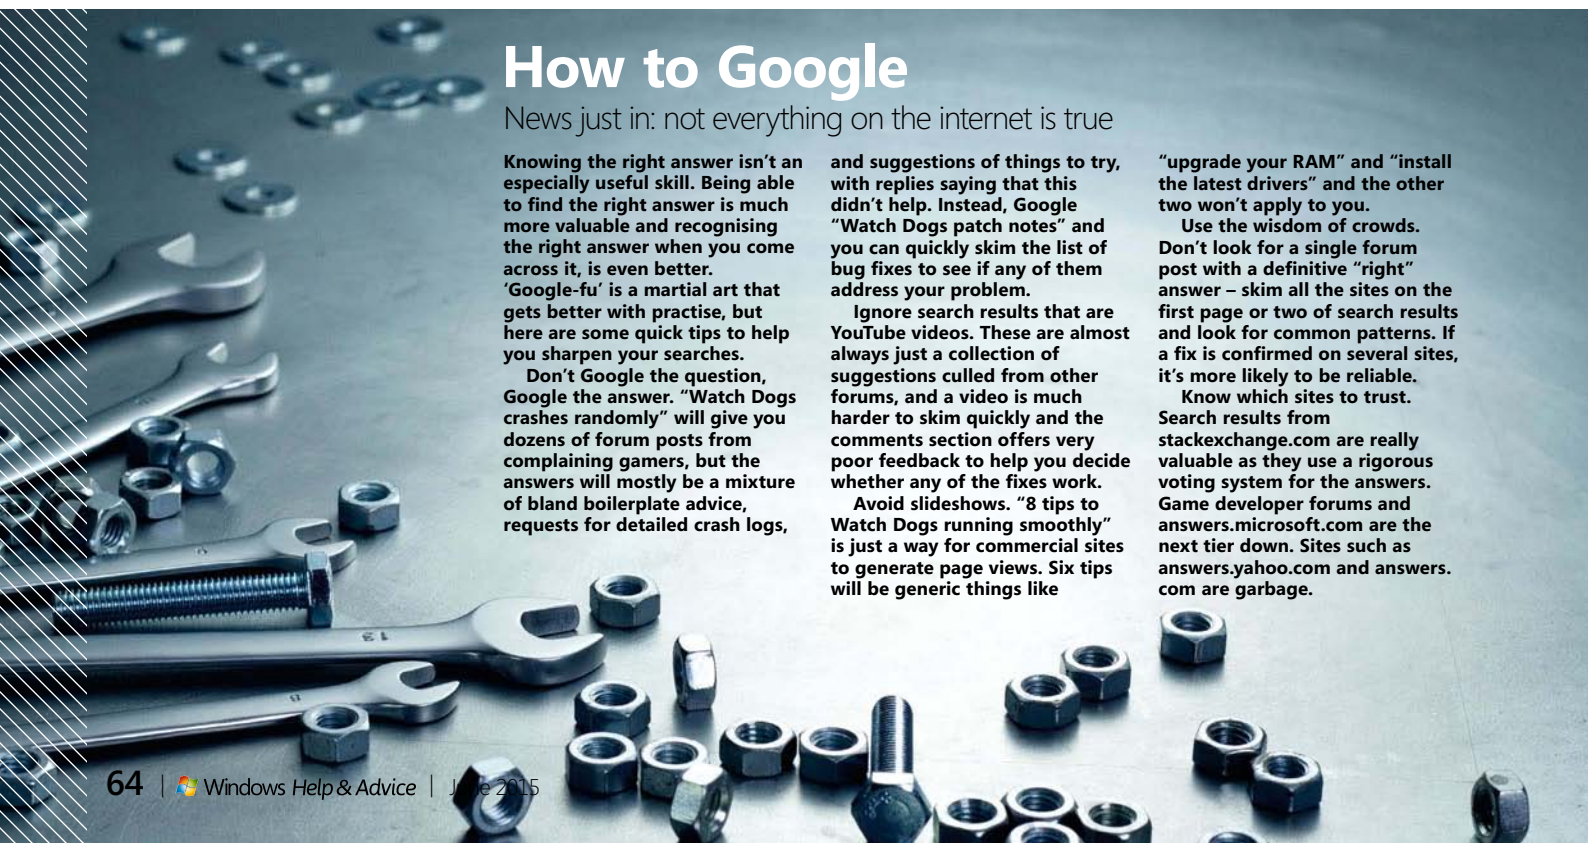 How to Google
News just in: not everything on the internet is true
Knowing the right answer isn’t an
especially useful skill. Being able
to find the right answer is much
more valuable and recognising
the right answer when you come
across it, is even better.
‘Google-fu’ is a martial art that
gets better with practise, but
here are some quick tips to help
you sharpen your searches.
Don’t Google the question,
Google the answer. “Watch Dogs
crashes randomly” will give you
dozens of forum posts from
complaining gamers, but the
answers will mostly be a mixture
of bland boilerplate advice,
requests for detailed crash logs,
and suggestions of things to try,
with replies saying that this
didn’t help. Instead, Google
“Watch Dogs patch notes” and
you can quickly skim the list of
bug fixes to see if any of them
address your problem.
Ignore search results that are
YouTube videos. These are almost
always just a collection of
suggestions culled from other
forums, and a video is much
harder to skim quickly and the
comments section offers very
poor feedback to help you decide
whether any of the fixes work.
Avoid slideshows. “8 tips to
Watch Dogs running smoothly”
is just a way for commercial sites
to generate page views. Six tips
will be generic things like
“upgrade your RAM” and “install
the latest drivers” and the other
two won’t apply to you.
Use the wisdom of crowds.
Don’t look for a single forum
post with a definitive “right”
answer – skim all the sites on the
first page or two of search results
and look for common patterns. If
a fix is confirmed on several sites,
it’s more likely to be reliable.
Know which sites to trust.
Search results from
stackexchange.com are really
valuable as they use a rigorous
voting system for the answers.
Game developer forums and
answers.microsoft.com are the
next tier down. Sites such as
answers.yahoo.com and answers.
com are garbage.
13
8
64 | Windows Help & Advice | June 2015